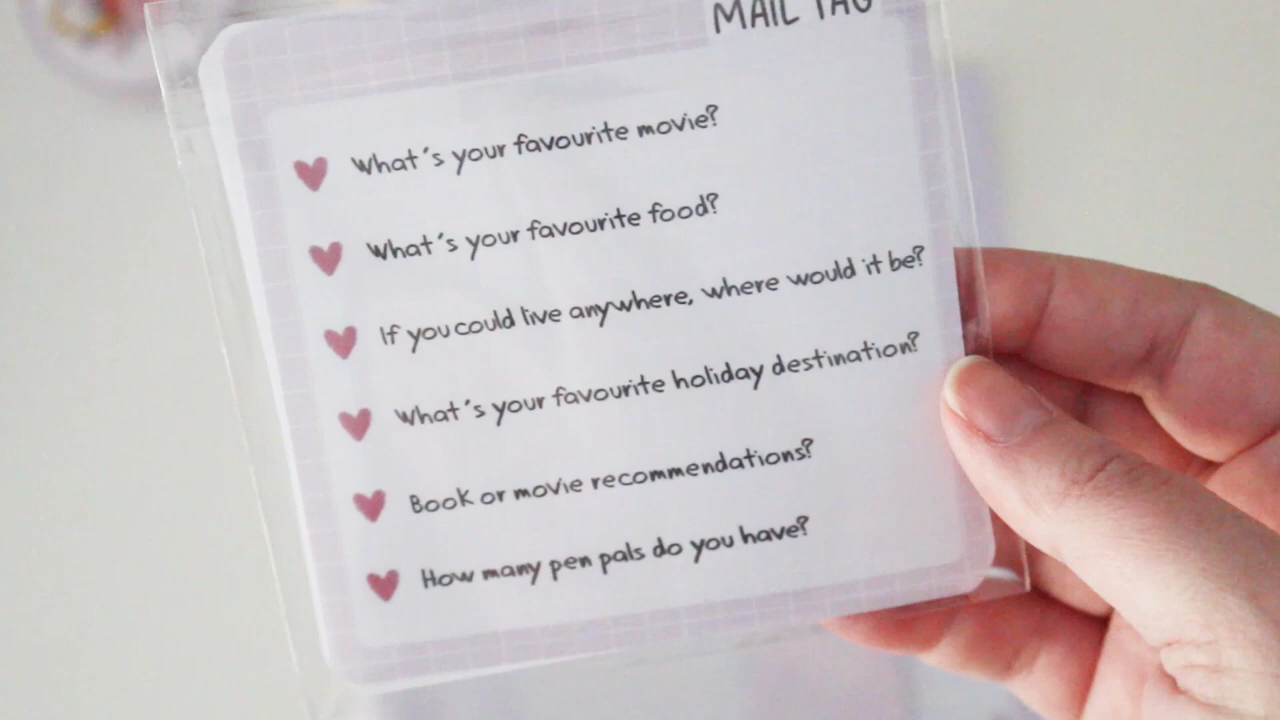 MAIL TAG
What's your favourite movie?
What's your favourite food?
If you could live anywhere, where would it be?
What's your favourite holiday destination?
Book or movie recommendations?
How many pen pals do you have?